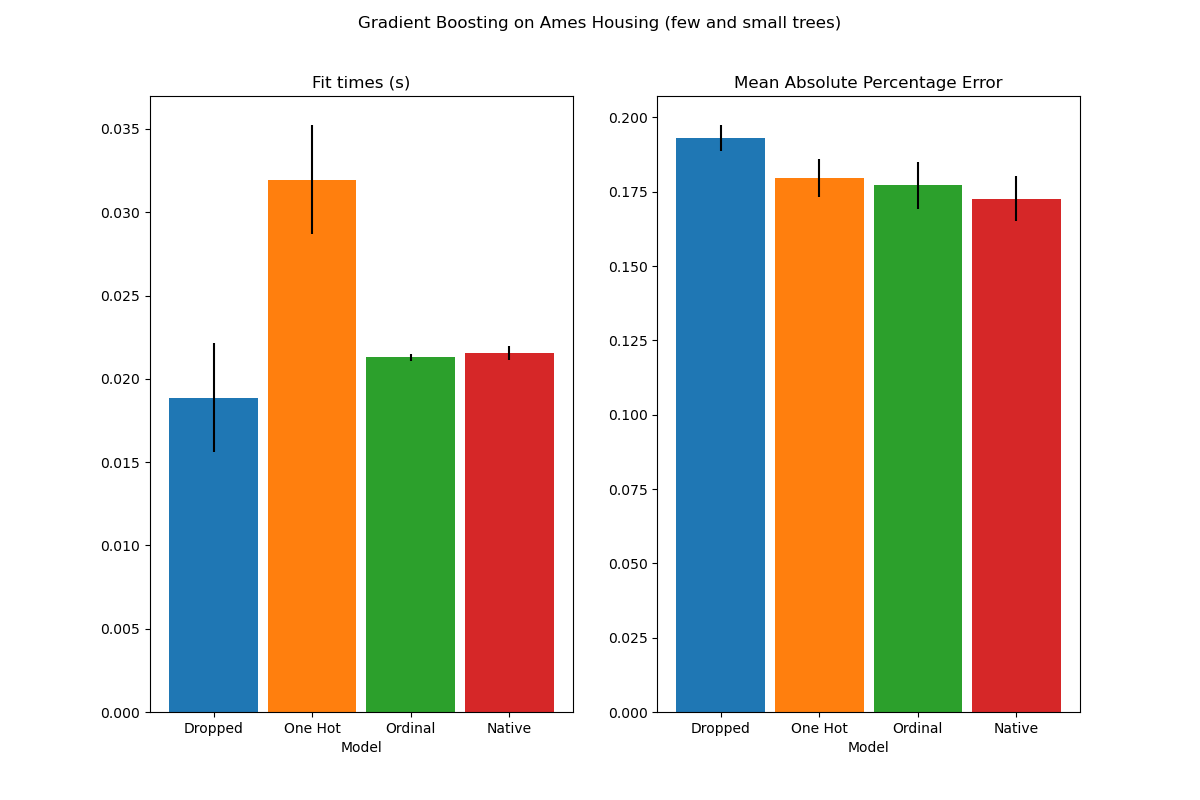 Gradient Boosting on Ames Housing (few and small trees)
Fit times (s)
0.035
0.030
0.025
0.020
0.015
0.010
0.005
0.000
Dropped
One Hot
Ordinal
Native
Model
Mean Absolute Percentage Error
0.200
0.175
0.150
0.125
0.100
0.075
0.050
0.025
0.000
Dropped
One Hot
Ordinal
Native
Model